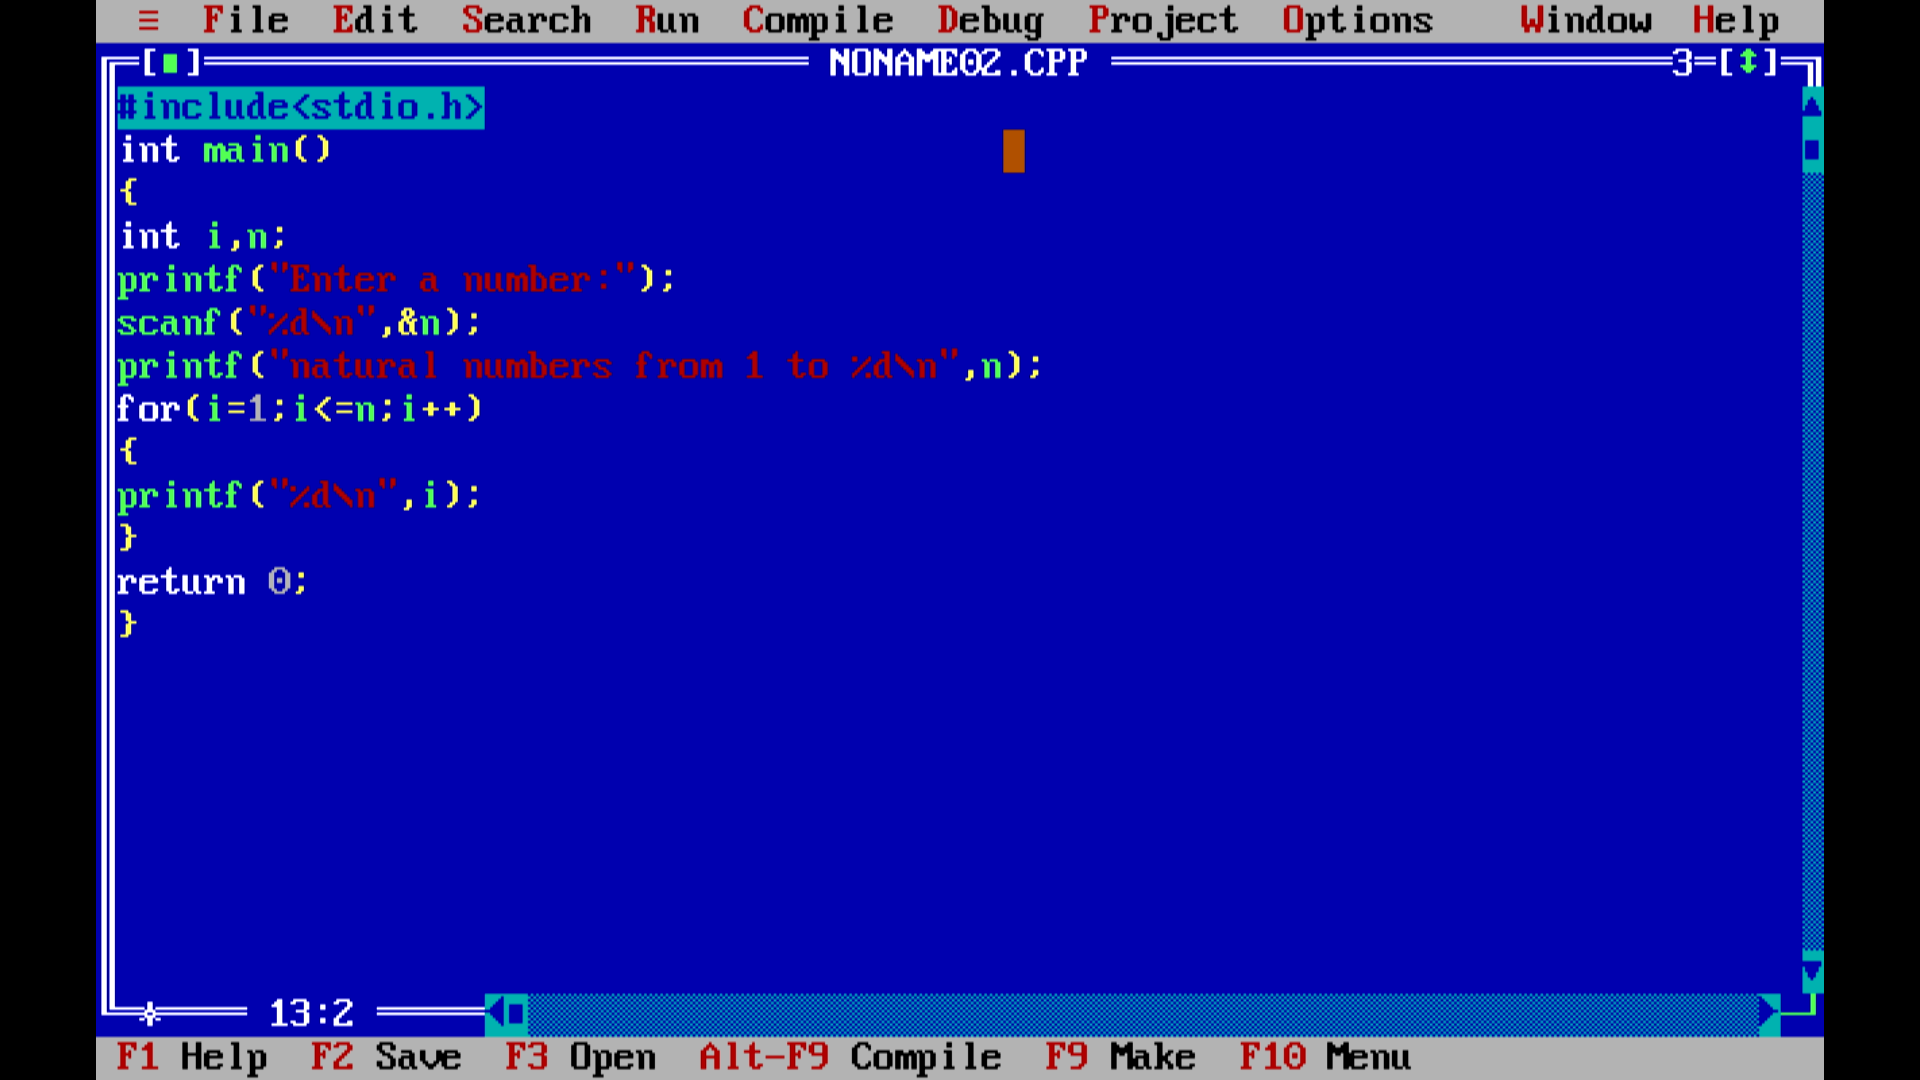 ≡ File Edit Search Run Compile Debug Project Options Window Help
[■] NONAME02.CPP 3=[↕]
#include<stdio.h>
int main()
{
int i,n;
printf("Enter a number:");
scanf("%d\n",&n);
printf("natural numbers from 1 to %d\n",n);
for(i=1;i<=n;i++)
{
printf("%d\n",i);
}
return 0;
}
13:2
F1 Help F2 Save F3 Open Alt-F9 Compile F9 Make F10 Menu